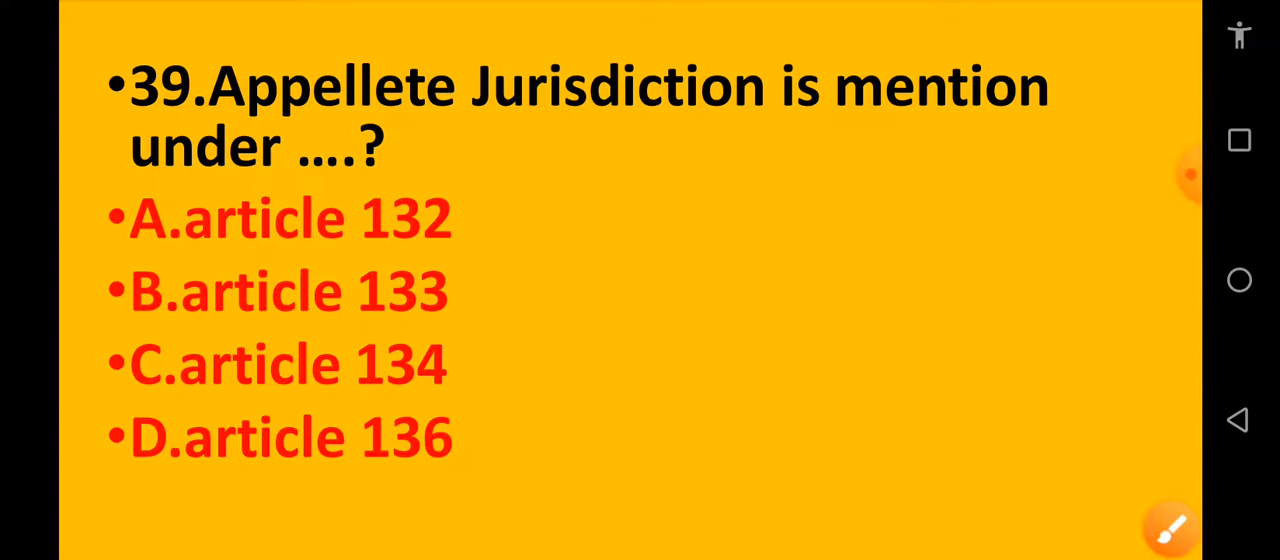 •39.Appellete Jurisdiction is mention
under ....?
•A.article 132
•B.article 133
•C.article 134
•D.article 136